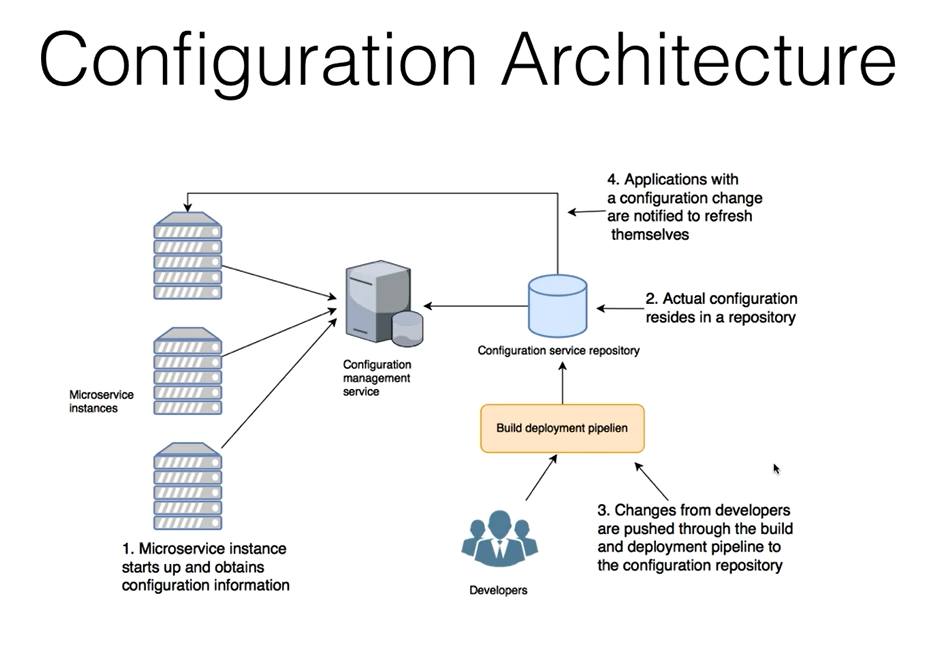 Configuration Architecture
4. Applications with
a configuration change
are notified to refresh
themselves
2. Actual configuration
resides in a repository
Configuration service repository
Configuration
management
service
Microservice
instances
Build deployment pipelien
3. Changes from developers
are pushed through the build
and deployment pipeline to
the configuration repository
1. Microservice instance
starts up and obtains
configuration information
Developers